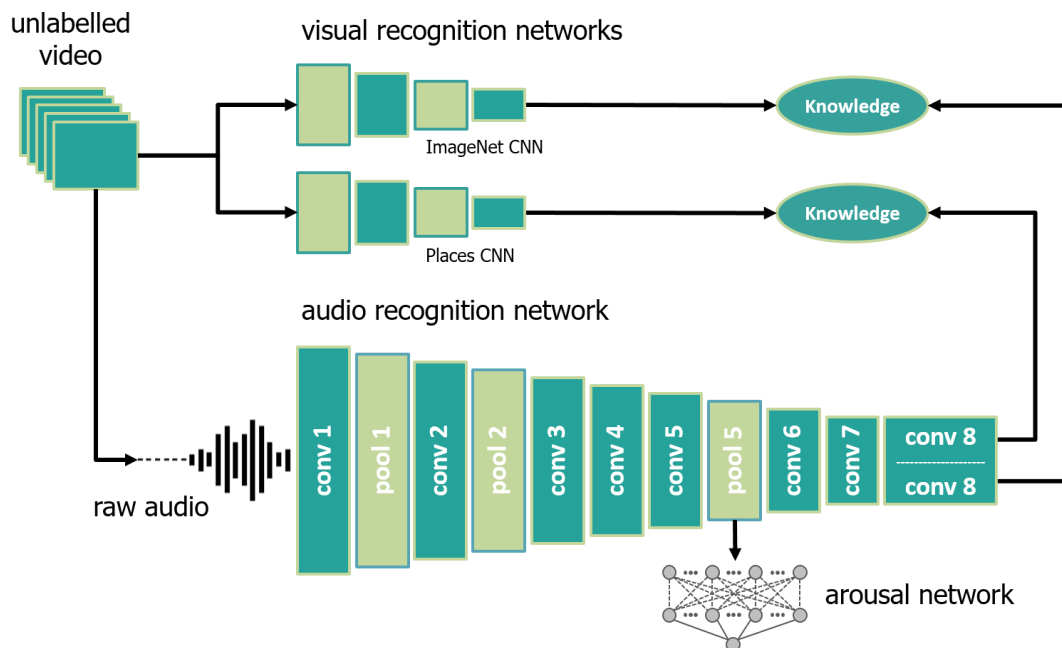 unlabelled
video
visual recognition networks
Knowledge
ImageNet CNN
Knowledge
Places CNN
audio recognition network
raw audio
conv 1
pool 1
conv 2
pool 2
conv 3
conv 4
conv 5
pool 5
conv 6
conv 7
conv 8
conv 8
arousal network